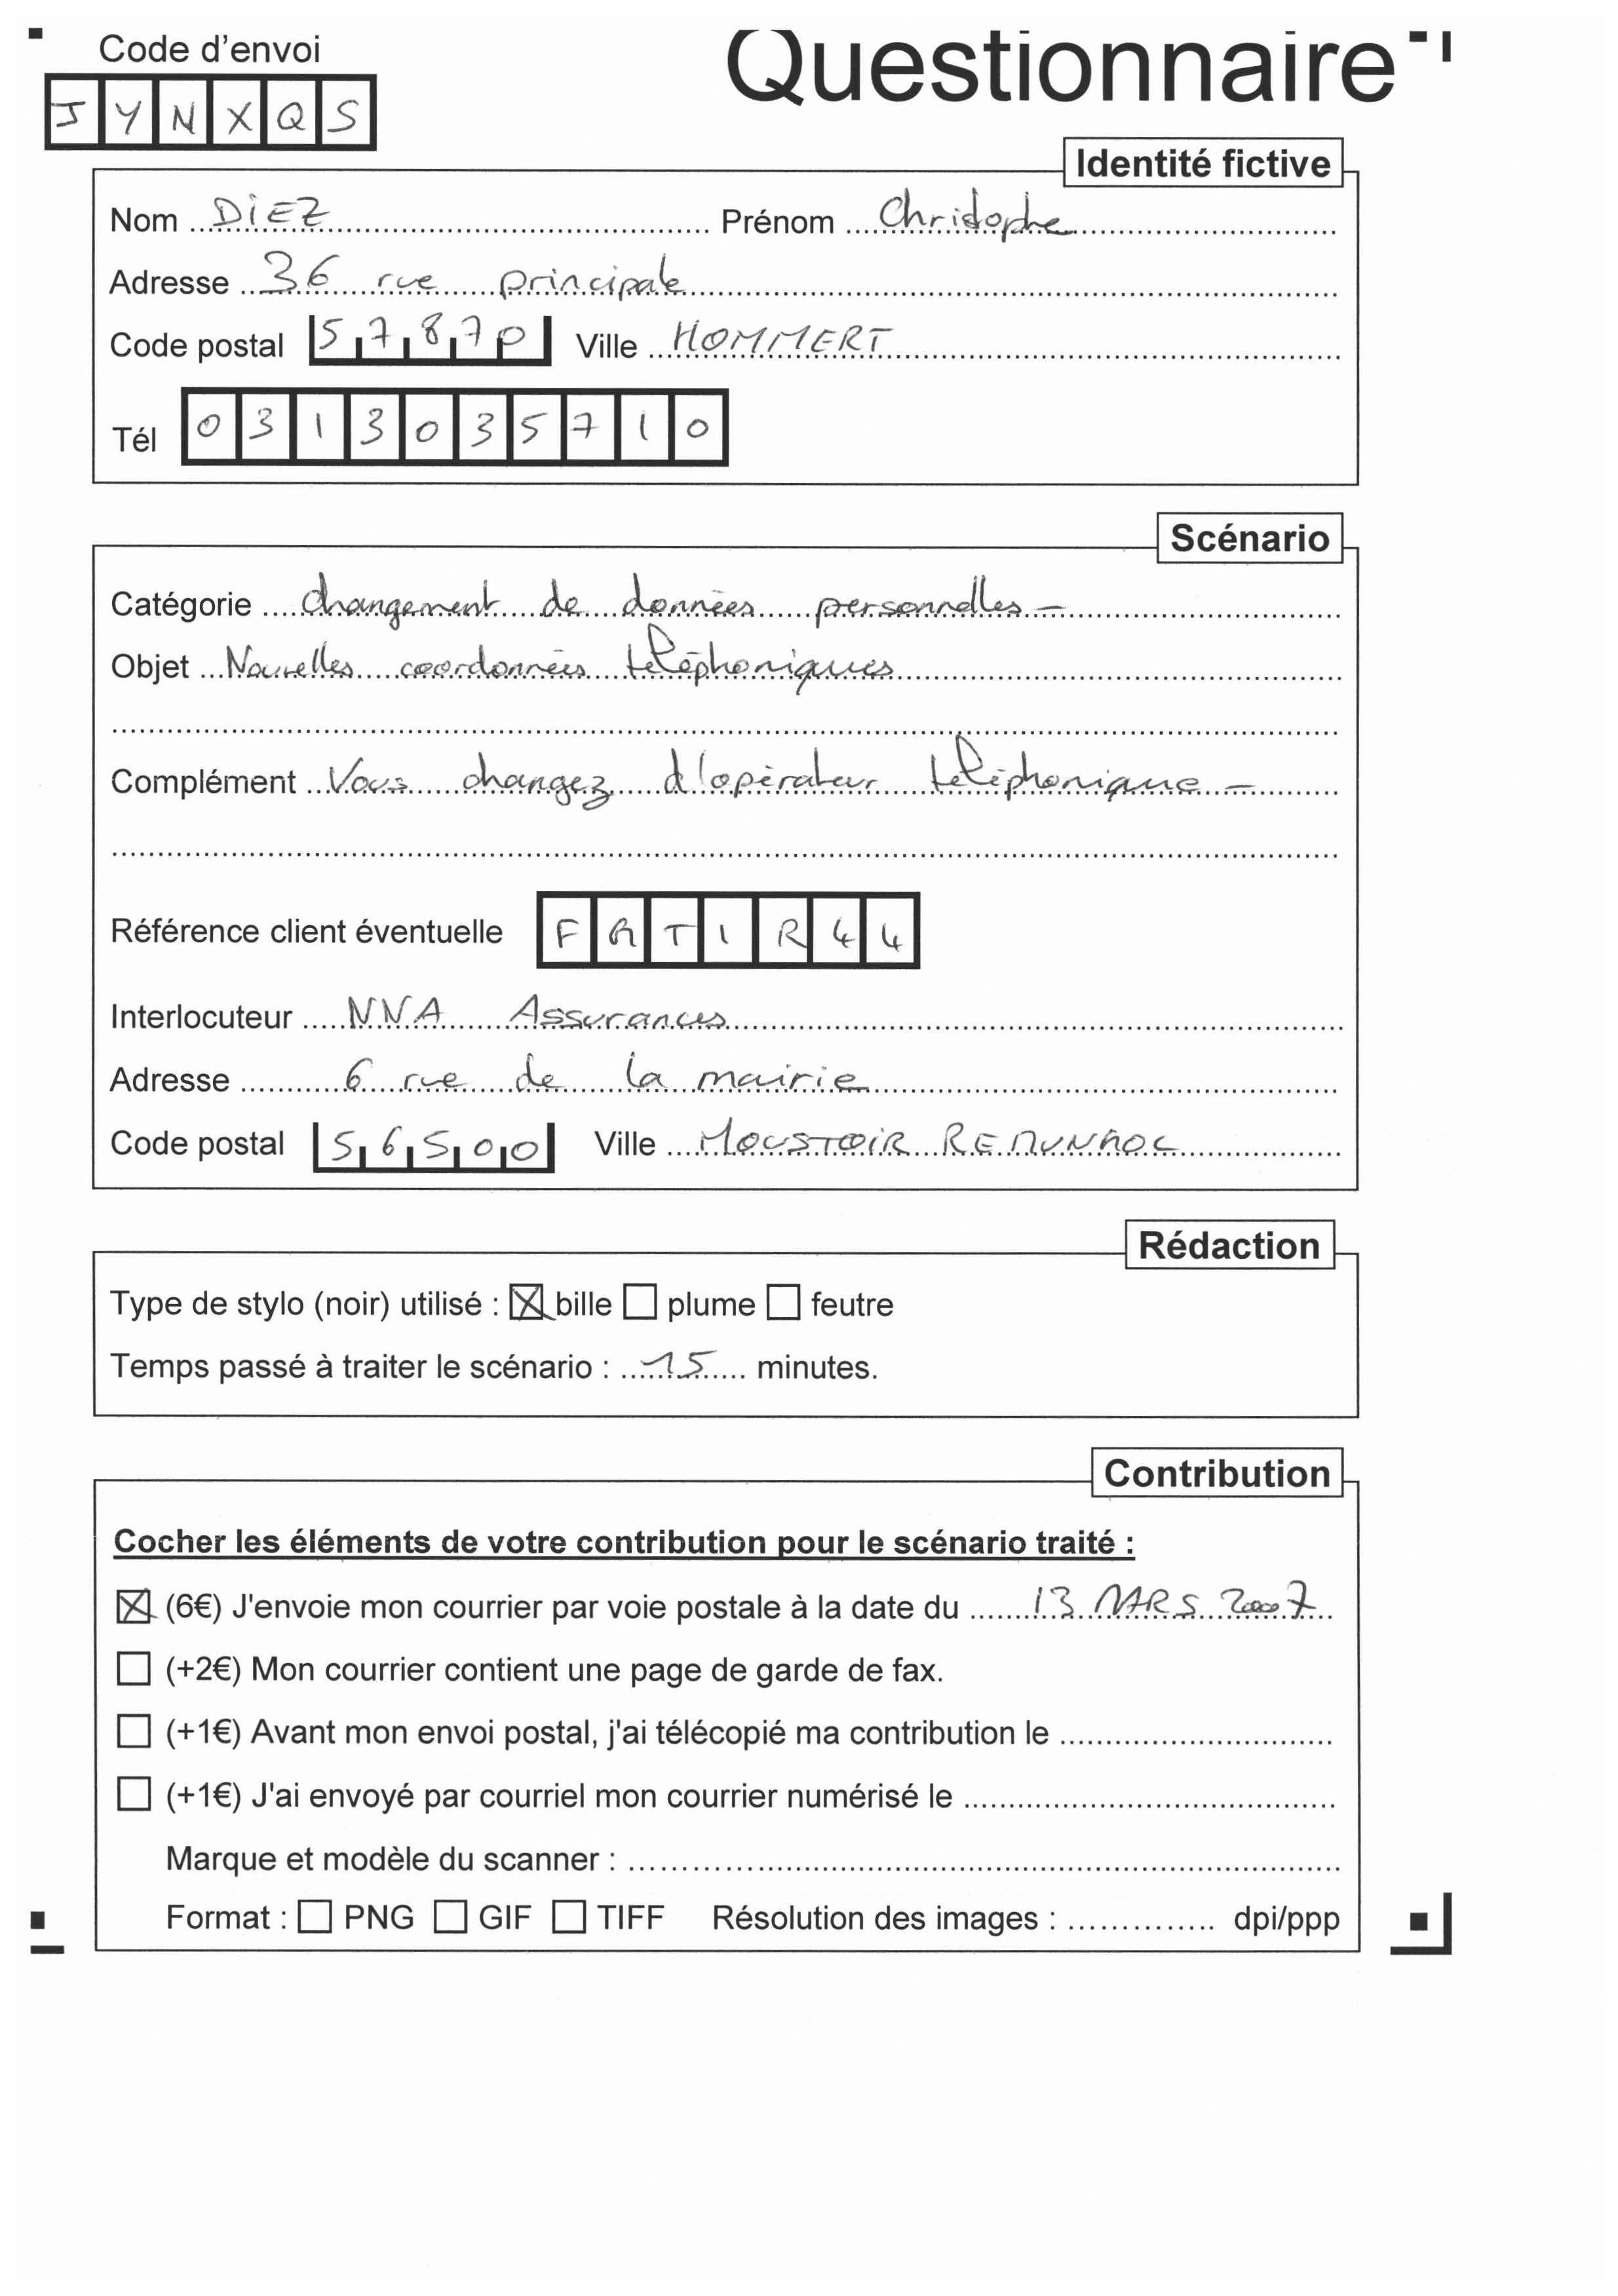 Code d'envoi
Questionnaire
JYNXQS
Identité fictive
Nom DiEZ Prénom Christophe
Adresse 36 rue principale
Code postal 57870 Ville HOMMERT
Tél 0313035710
Scénario
Catégorie changement de données personnelles -
Objet Nouvelles coordonnées téléphoniques
Complément Vous changez d'opérateur téléphonique -
Référence client éventuelle FRTIR44
Interlocuteur NNA Assurances
Adresse 6 rue de la mairie
Code postal 56500 Ville MOUSTOIR
Rédaction
Type de stylo (noir) utilisé : bille plume feutre
Temps passé à traiter le scénario : 15 minutes.
Contribution
Cocher les éléments de votre contribution pour le scénario traité :
(6€) J'envoie mon courrier par voie postale à la date du 13 MARS 2007
(+2€) Mon courrier contient une page de garde de fax.
(+1€) Avant mon envoi postal, j'ai télécopié ma contribution le
(+1€) J'ai envoyé par courriel mon courrier numérisé le
Marque et modèle du scanner :
Format : PNG GIF TIFF Résolution des images : dpi/ppp